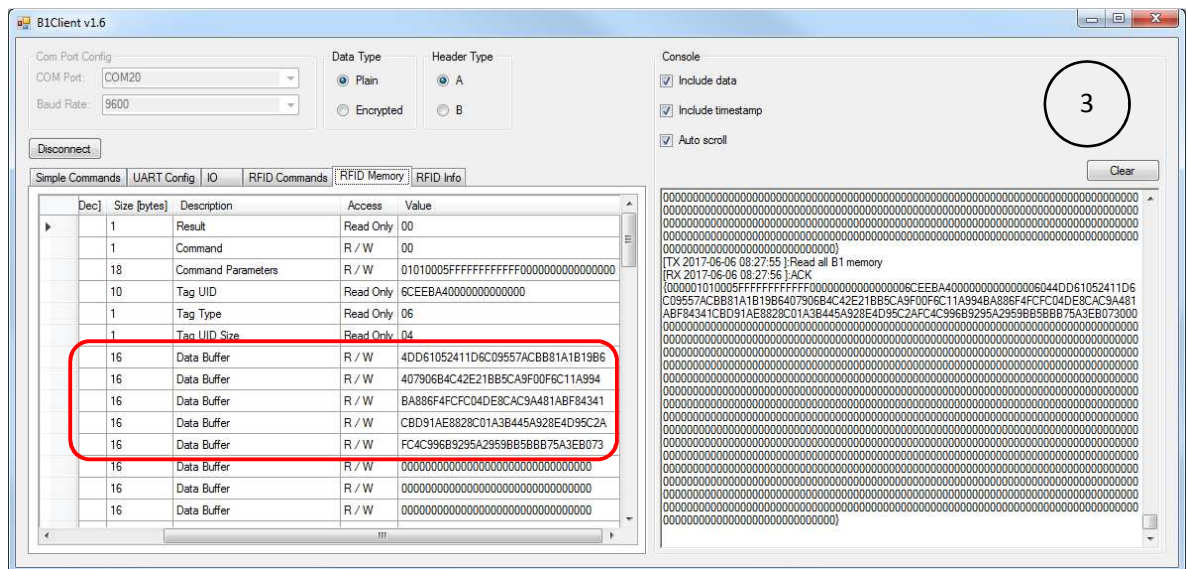 B1Client v1.6
Com Port Config
COM Port: COM20
Baud Rate: 9600
Data Type
Plain
Encrypted
Header Type
A
B
Console
Include data
Include timestamp
Auto scroll
3
Disconnect
Clear
Simple Commands UART Config IO RFID Commands RFID Memory RFID Info
Dec] Size [bytes] Description Access Value
1 Result Read Only 00
1 Command R / W 00
18 Command Parameters R / W 01010005FFFFFFFFFFFF0000000000000000
10 Tag UID Read Only 6CEEBA40000000000000
1 Tag Type Read Only 06
1 Tag UID Size Read Only 04
16 Data Buffer R / W 4DD61052411D6C09557ACBB81A1B19B6
16 Data Buffer R / W 407906B4C42E21BB5CA9F00F6C11A994
16 Data Buffer R / W BA886F4FCFC04DE8CAC9A481ABF84341
16 Data Buffer R / W CBD91AE8828C01A3B445A928E4D95C2A
16 Data Buffer R / W FC4C996B9295A2959BB5BBB75A3EB073
16 Data Buffer R / W 00000000000000000000000000000000
16 Data Buffer R / W 00000000000000000000000000000000
16 Data Buffer R / W 00000000000000000000000000000000
[TX 2017-06-06 08:27:55 ]:Read all B1 memory
[RX 2017-06-06 08:27:56 ]:ACK
{000001010005FFFFFFFFFFFF00000000000000006CEEBA4000000000000006044DD61052411D6
C09557ACBB81A1B19B6407906B4C42E21BB5CA9F00F6C11A994BA886F4FCFC04DE8CAC9A481
ABF84341CBD91AE8828C01A3B445A928E4D95C2AFC4C996B9295A2959BB5BBB75A3EB073000